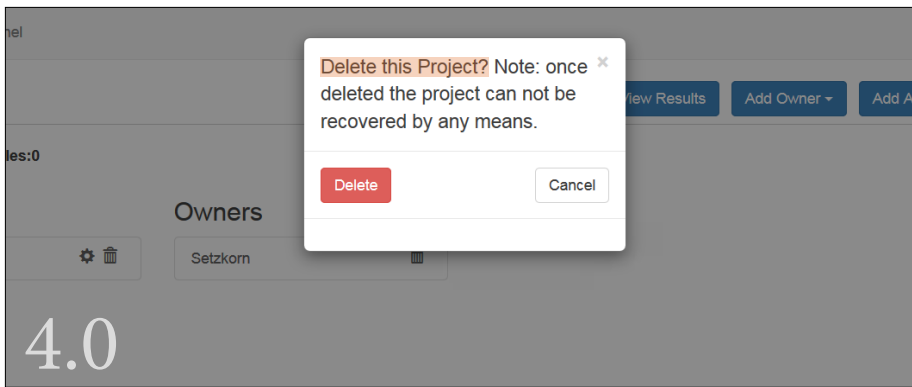 nel
Delete this Project? Note: once ×
deleted the project can not be
recovered by any means.
View Results
Add Owner
Add A
les:0
Delete
Cancel
Owners
Setzkorn
4.0